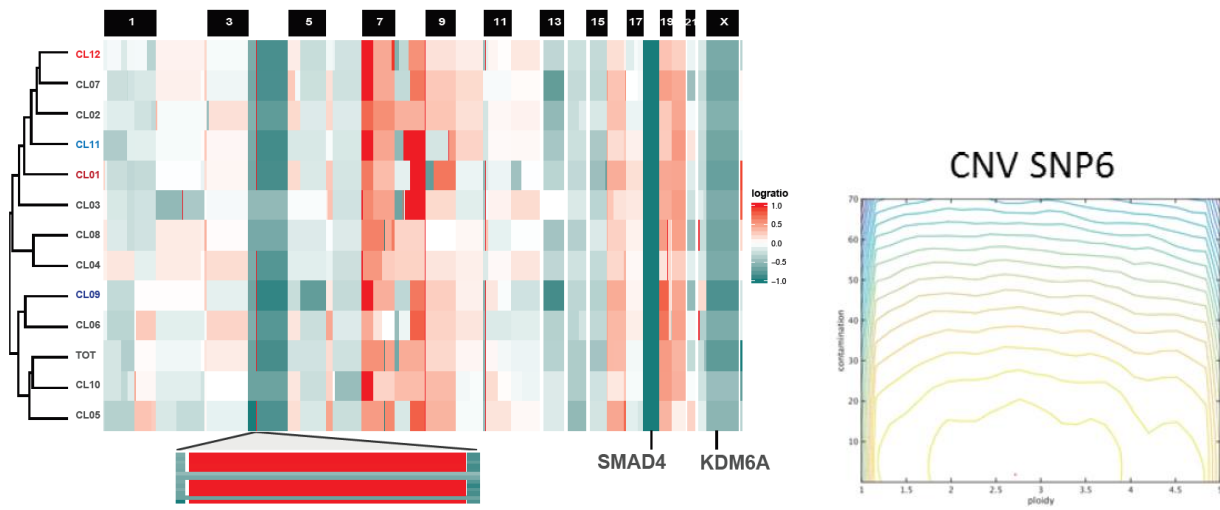 1 3 5 7 9 11 13 15 17 19 21 X
CL12
CL07
CL02
CL11
CL01
CL03
CL08
CL04
CL09
CL06
TOT
CL10
CL05
logratio
1.0
0.5
0.0
−0.5
−1.0
SMAD4 KDM6A
CNV SNP6
70
60
50
40
30
20
10
contamination
1 1.5 2 2.5 3 3.5 4 4.5 5
ploidy